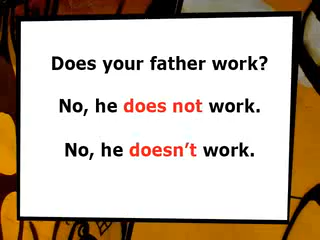 Does your father work?
No, he does not work.
No, he doesn’t work.